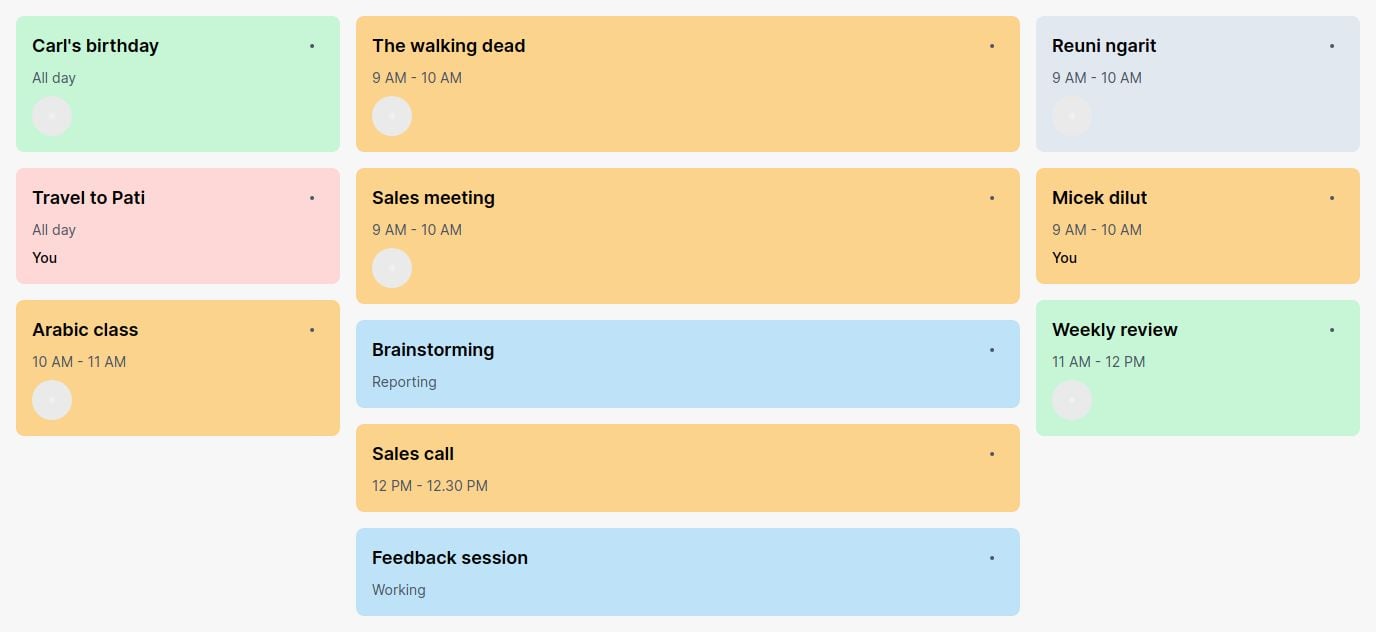 Carl's birthday
All day
Travel to Pati
All day
You
Arabic class
10 AM - 11 AM
The walking dead
9 AM - 10 AM
Sales meeting
9 AM - 10 AM
Brainstorming
Reporting
Sales call
12 PM - 12.30 PM
Feedback session
Working
Reuni ngarit
9 AM - 10 AM
Micek dilut
9 AM - 10 AM
You
Weekly review
11 AM - 12 PM